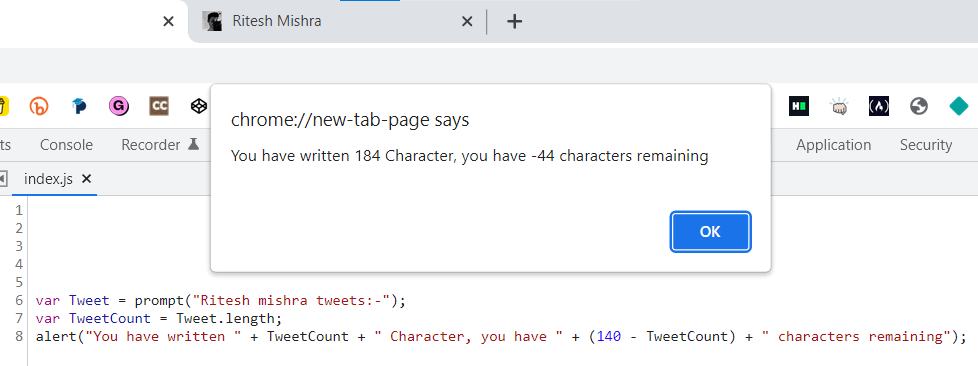 Ritesh Mishra
chrome://new-tab-page says
You have written 184 Character, you have -44 characters remaining
OK
G
CC
H
(A)
ts Console Recorder Application Security
index.js
1
2
3
4
5
6 var Tweet = prompt("Ritesh mishra tweets:-");
7 var TweetCount = Tweet.length;
8 alert("You have written " + TweetCount + " Character, you have " + (140 - TweetCount) + " characters remaining");